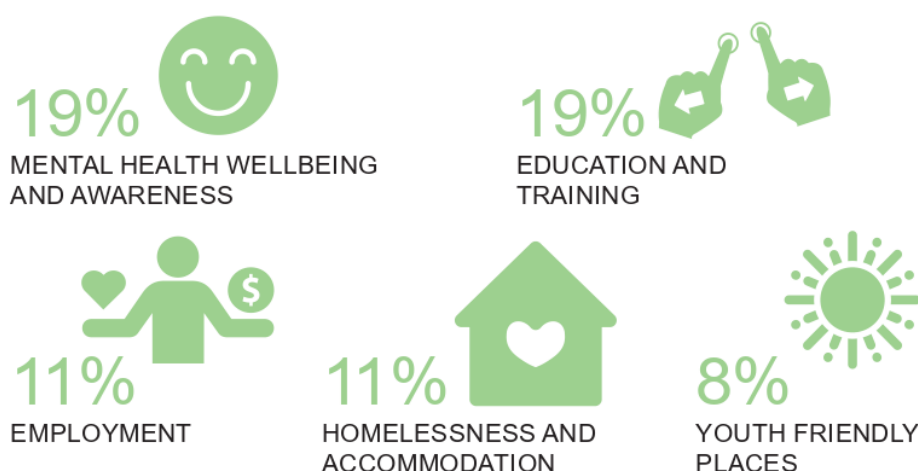 19%
MENTAL HEALTH WELLBEING
AND AWARENESS
19%
EDUCATION AND
TRAINING
$
11%
EMPLOYMENT
11%
HOMELESSNESS AND
ACCOMMODATION
8%
YOUTH FRIENDLY
PLACES